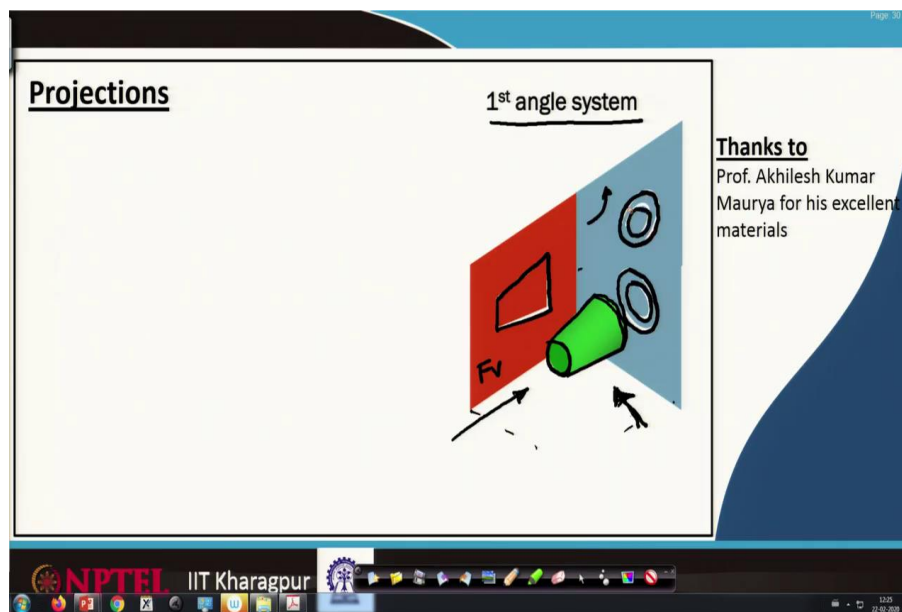 Page 30
Projections
1st angle system
Thanks to
Prof. Akhilesh Kumar
Maurya for his excellent
materials
FV
NPTEL IIT Kharagpur
12:25
22-02-2020